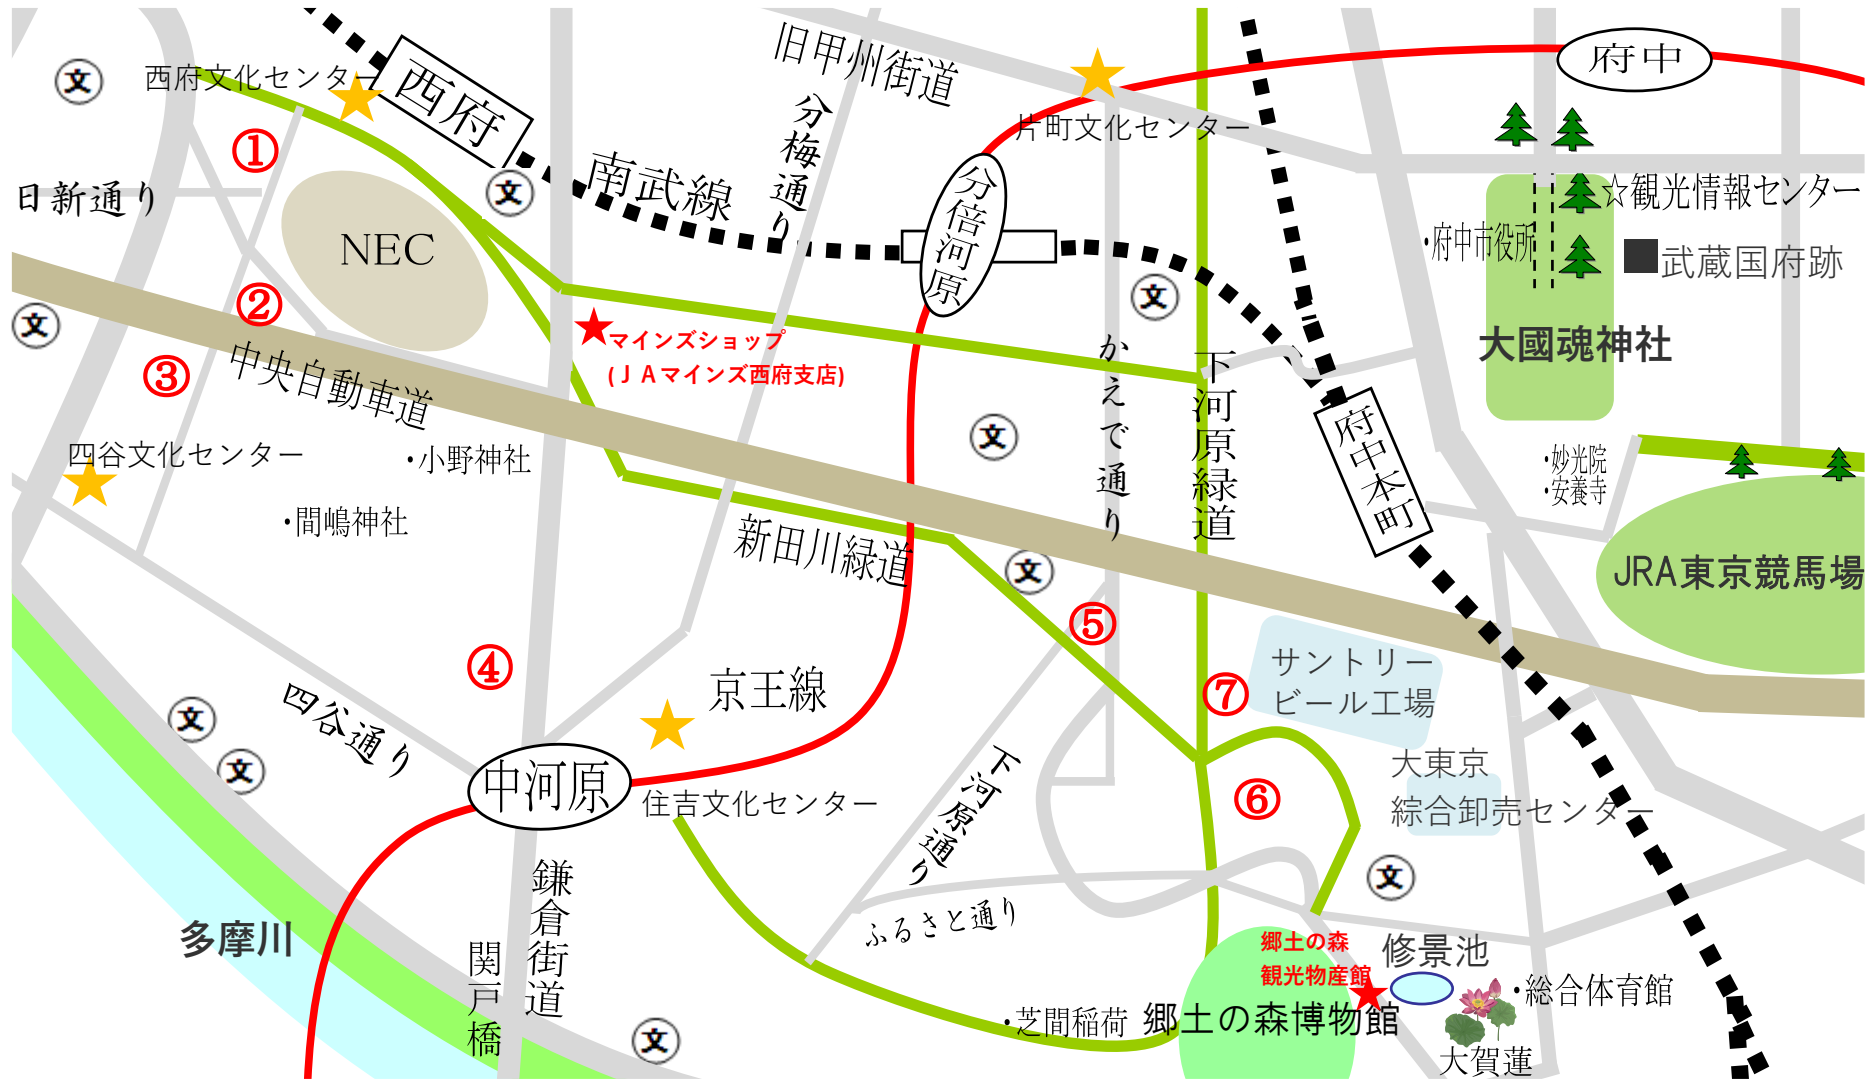 旧甲州街道
府中
西府文化センター
文
西府
分梅通り
片町文化センター
①
南武線
文
日新通り
分倍河原
☆観光情報センター
・府中市役所
武蔵国府跡
NEC
②
文
文
マインズショップ
(ＪＡマインズ西府支店)
かえで通り
下河原緑道
大國魂神社
③
中央自動車道
四谷文化センター
・小野神社
文
府中本町
・妙光院
・安養寺
・間嶋神社
新田川緑道
文
JRA東京競馬場
⑤
④
京王線
サントリー
ビール工場
⑦
文
四谷通り
文
中河原
住吉文化センター
下河原通り
大東京
綜合卸売センター
⑥
文
鎌倉街道
関戸橋
多摩川
ふるさと通り
郷土の森
観光物産館
修景池
・総合体育館
・芝間稲荷
郷土の森博物館
文
大賀蓮